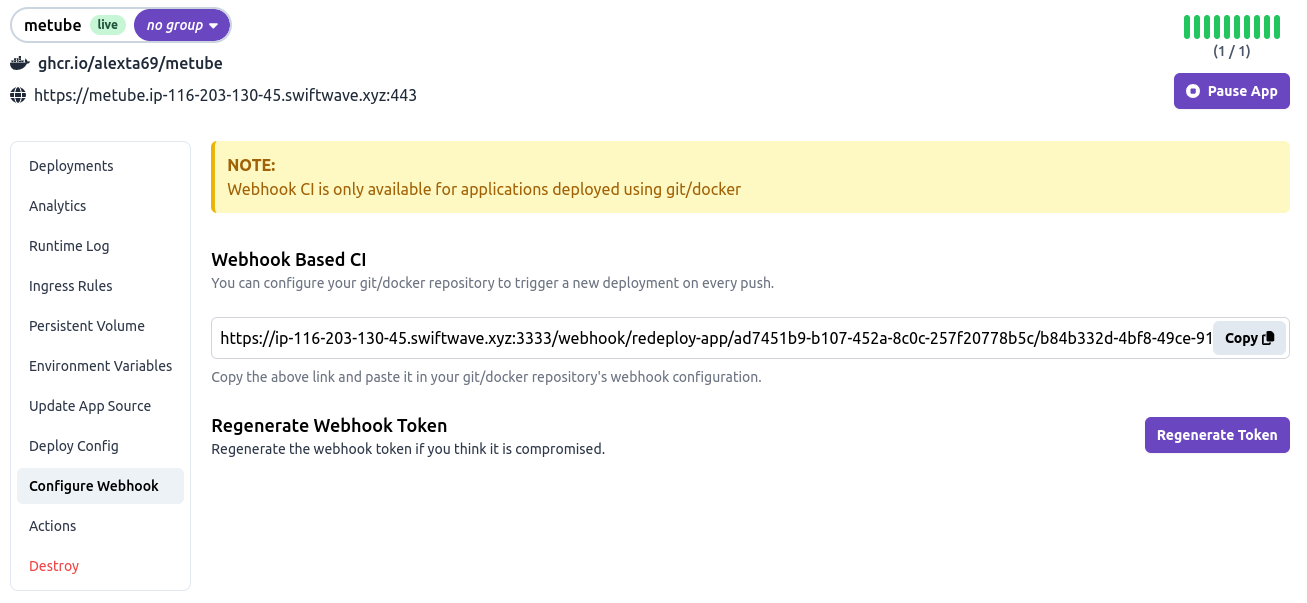 metube live no group
ghcr.io/alexta69/metube
https://metube.ip-116-203-130-45.swiftwave.xyz:443
(1 / 1)
Pause App
Deployments
Analytics
Runtime Log
Ingress Rules
Persistent Volume
Environment Variables
Update App Source
Deploy Config
Configure Webhook
Actions
Destroy
NOTE:
Webhook CI is only available for applications deployed using git/docker
Webhook Based CI
You can configure your git/docker repository to trigger a new deployment on every push.
https://ip-116-203-130-45.swiftwave.xyz:3333/webhook/redeploy-app/ad7451b9-b107-452a-8c0c-257f20778b5c/b84b332d-4bf8-49ce-91 Copy
Copy the above link and paste it in your git/docker repository's webhook configuration.
Regenerate Webhook Token
Regenerate the webhook token if you think it is compromised.
Regenerate Token